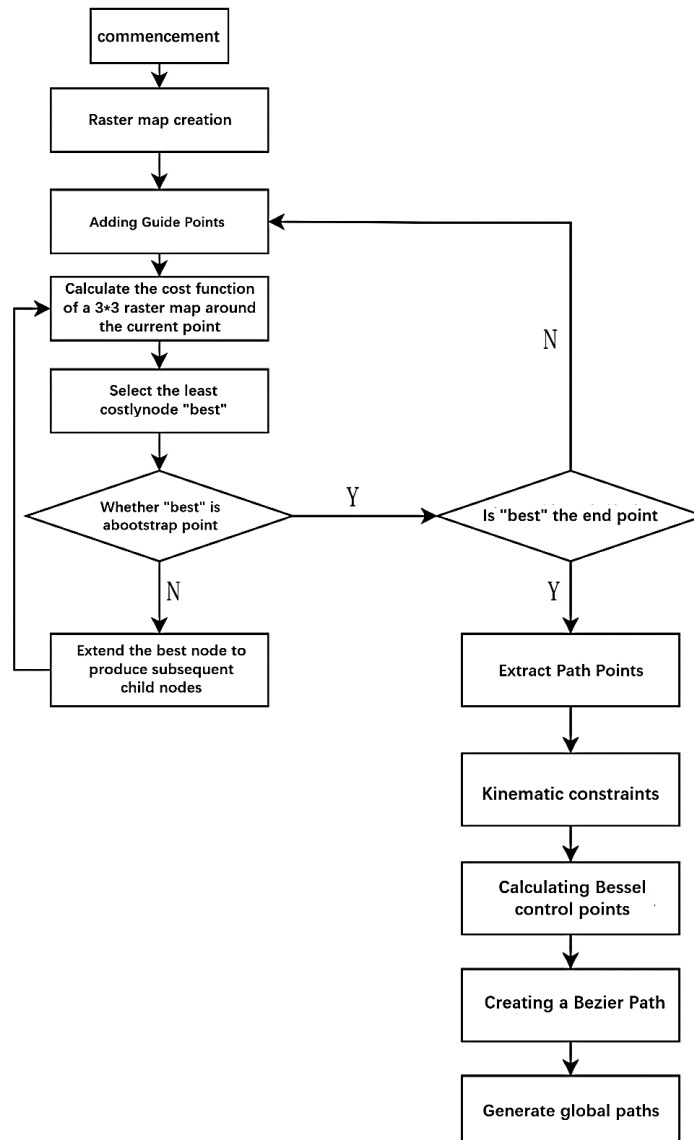 commencement
Raster map creation
Adding Guide Points
Calculate the cost function
of a 3*3 raster map around
the current point
Select the least
costlynode "best"
Whether "best" is
abootstrap point
Y
N
Extend the best node to
produce subsequent
child nodes
Is "best" the end point
N
Y
Extract Path Points
Kinematic constraints
Calculating Bessel
control points
Creating a Bezier Path
Generate global paths